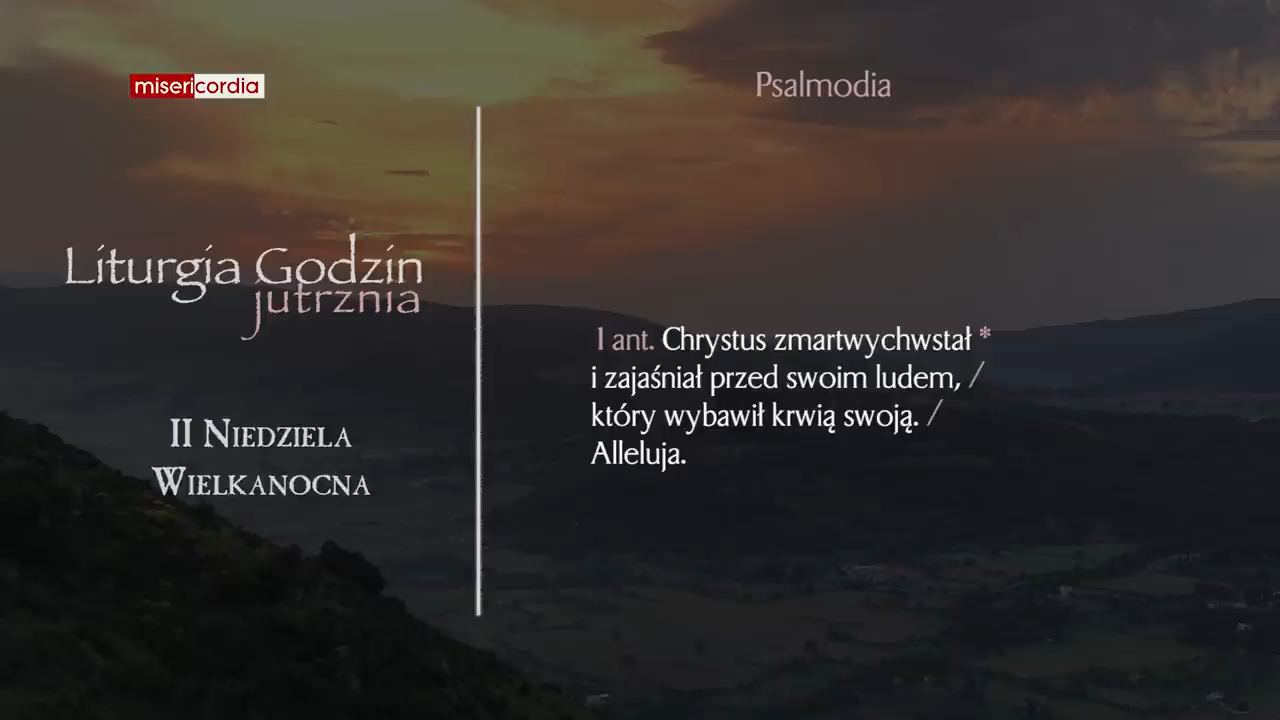 misericordia
Psalmodia
Liturgia Godzin
jutrznia
II Niedziela
Wielkanocna
1 ant. Chrystus zmartwychwstał *
i zajaśniał przed swoim ludem, /
który wybawił krwią swoją. /
Alleluja.